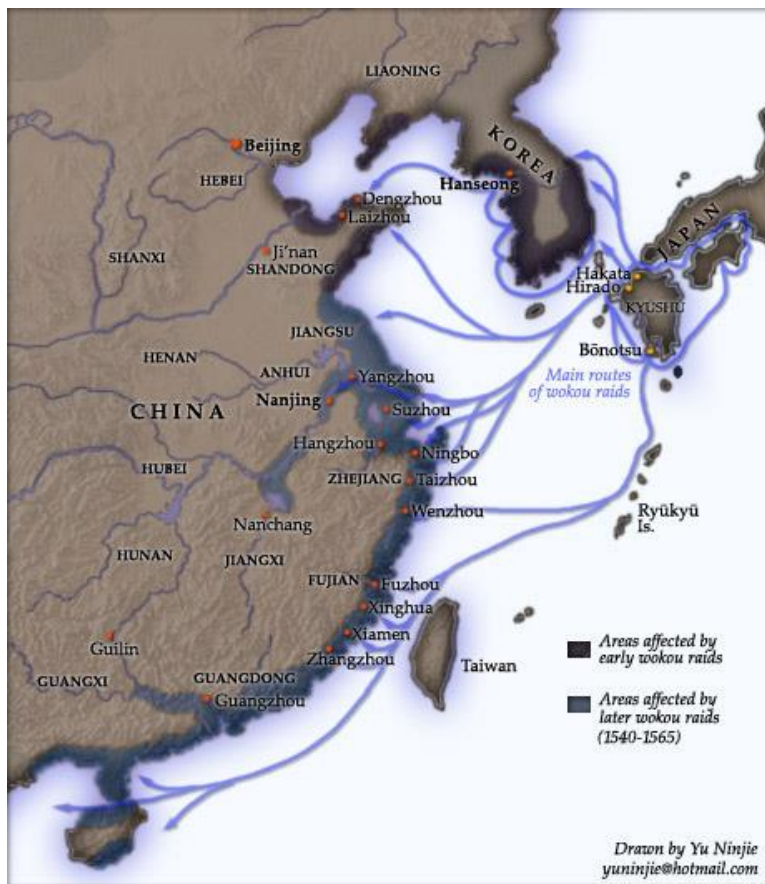 LIAONING
Beijing
HEBEI
KOREA
Hanseong
Dengzhou
Laizhou
SHANXI
Ji'nan
SHANDONG
JAPAN
Hakata
Hirado
KYUSHU
JIANGSU
HENAN
ANHUI
Bōnotsu
Yangzhou
Main routes
of wokou raids
Nanjing
CHINA
Suzhou
Hangzhou
Ningbo
HUBEI
ZHEJIANG
Taizhou
Wenzhou
Ryūkyū
Is.
Nanchang
HUNAN
JIANGXI
FUJIAN
Fuzhou
Xinghua
Xiamen
Guilin
Zhangzhou
Taiwan
GUANGXI
GUANGDONG
Guangzhou
Areas affected by
early wokou raids
Areas affected by
later wokou raids
(1540-1565)
Drawn by Yu Ninjie
yuninjie@hotmail.com